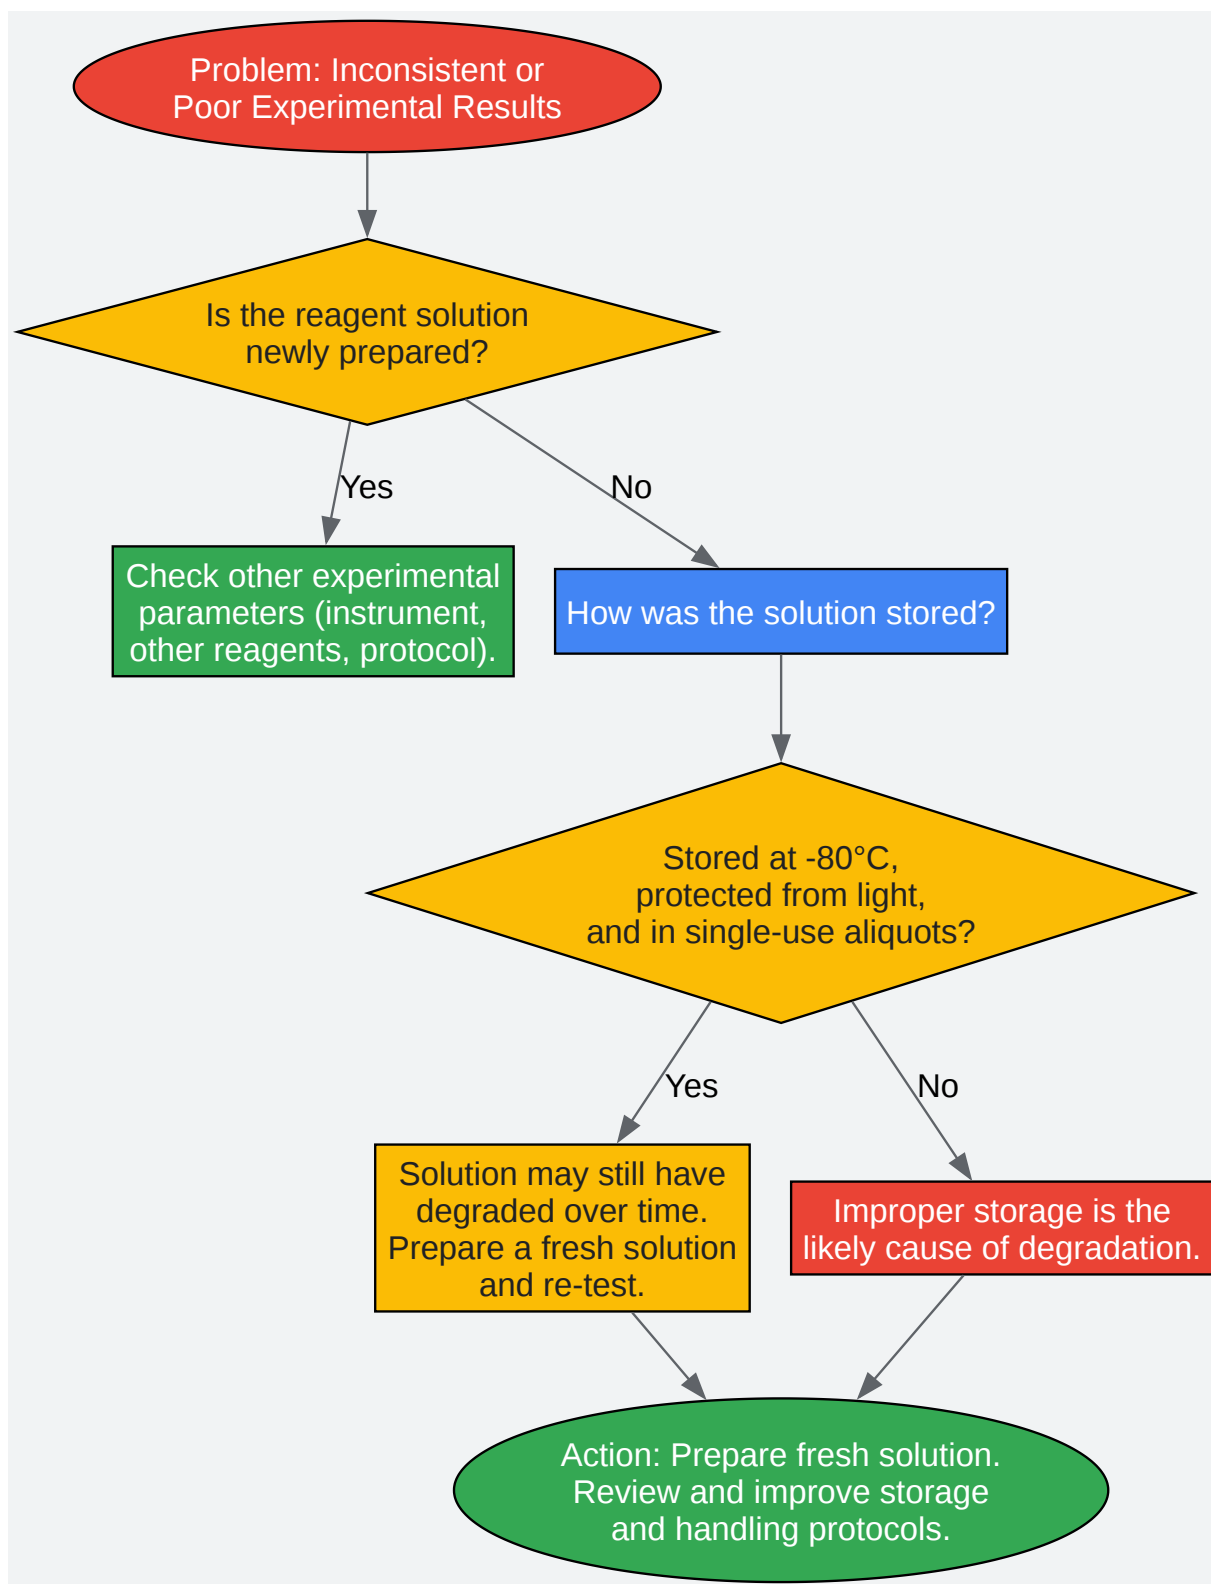 Problem: Inconsistent or
Poor Experimental Results
Is the reagent solution
newly prepared?
Yes
No
Check other experimental
parameters (instrument,
other reagents, protocol).
How was the solution stored?
Stored at -80°C,
protected from light,
and in single-use aliquots?
Yes
No
Solution may still have
degraded over time.
Prepare a fresh solution
and re-test.
Improper storage is the
likely cause of degradation.
Action: Prepare fresh solution.
Review and improve storage
and handling protocols.